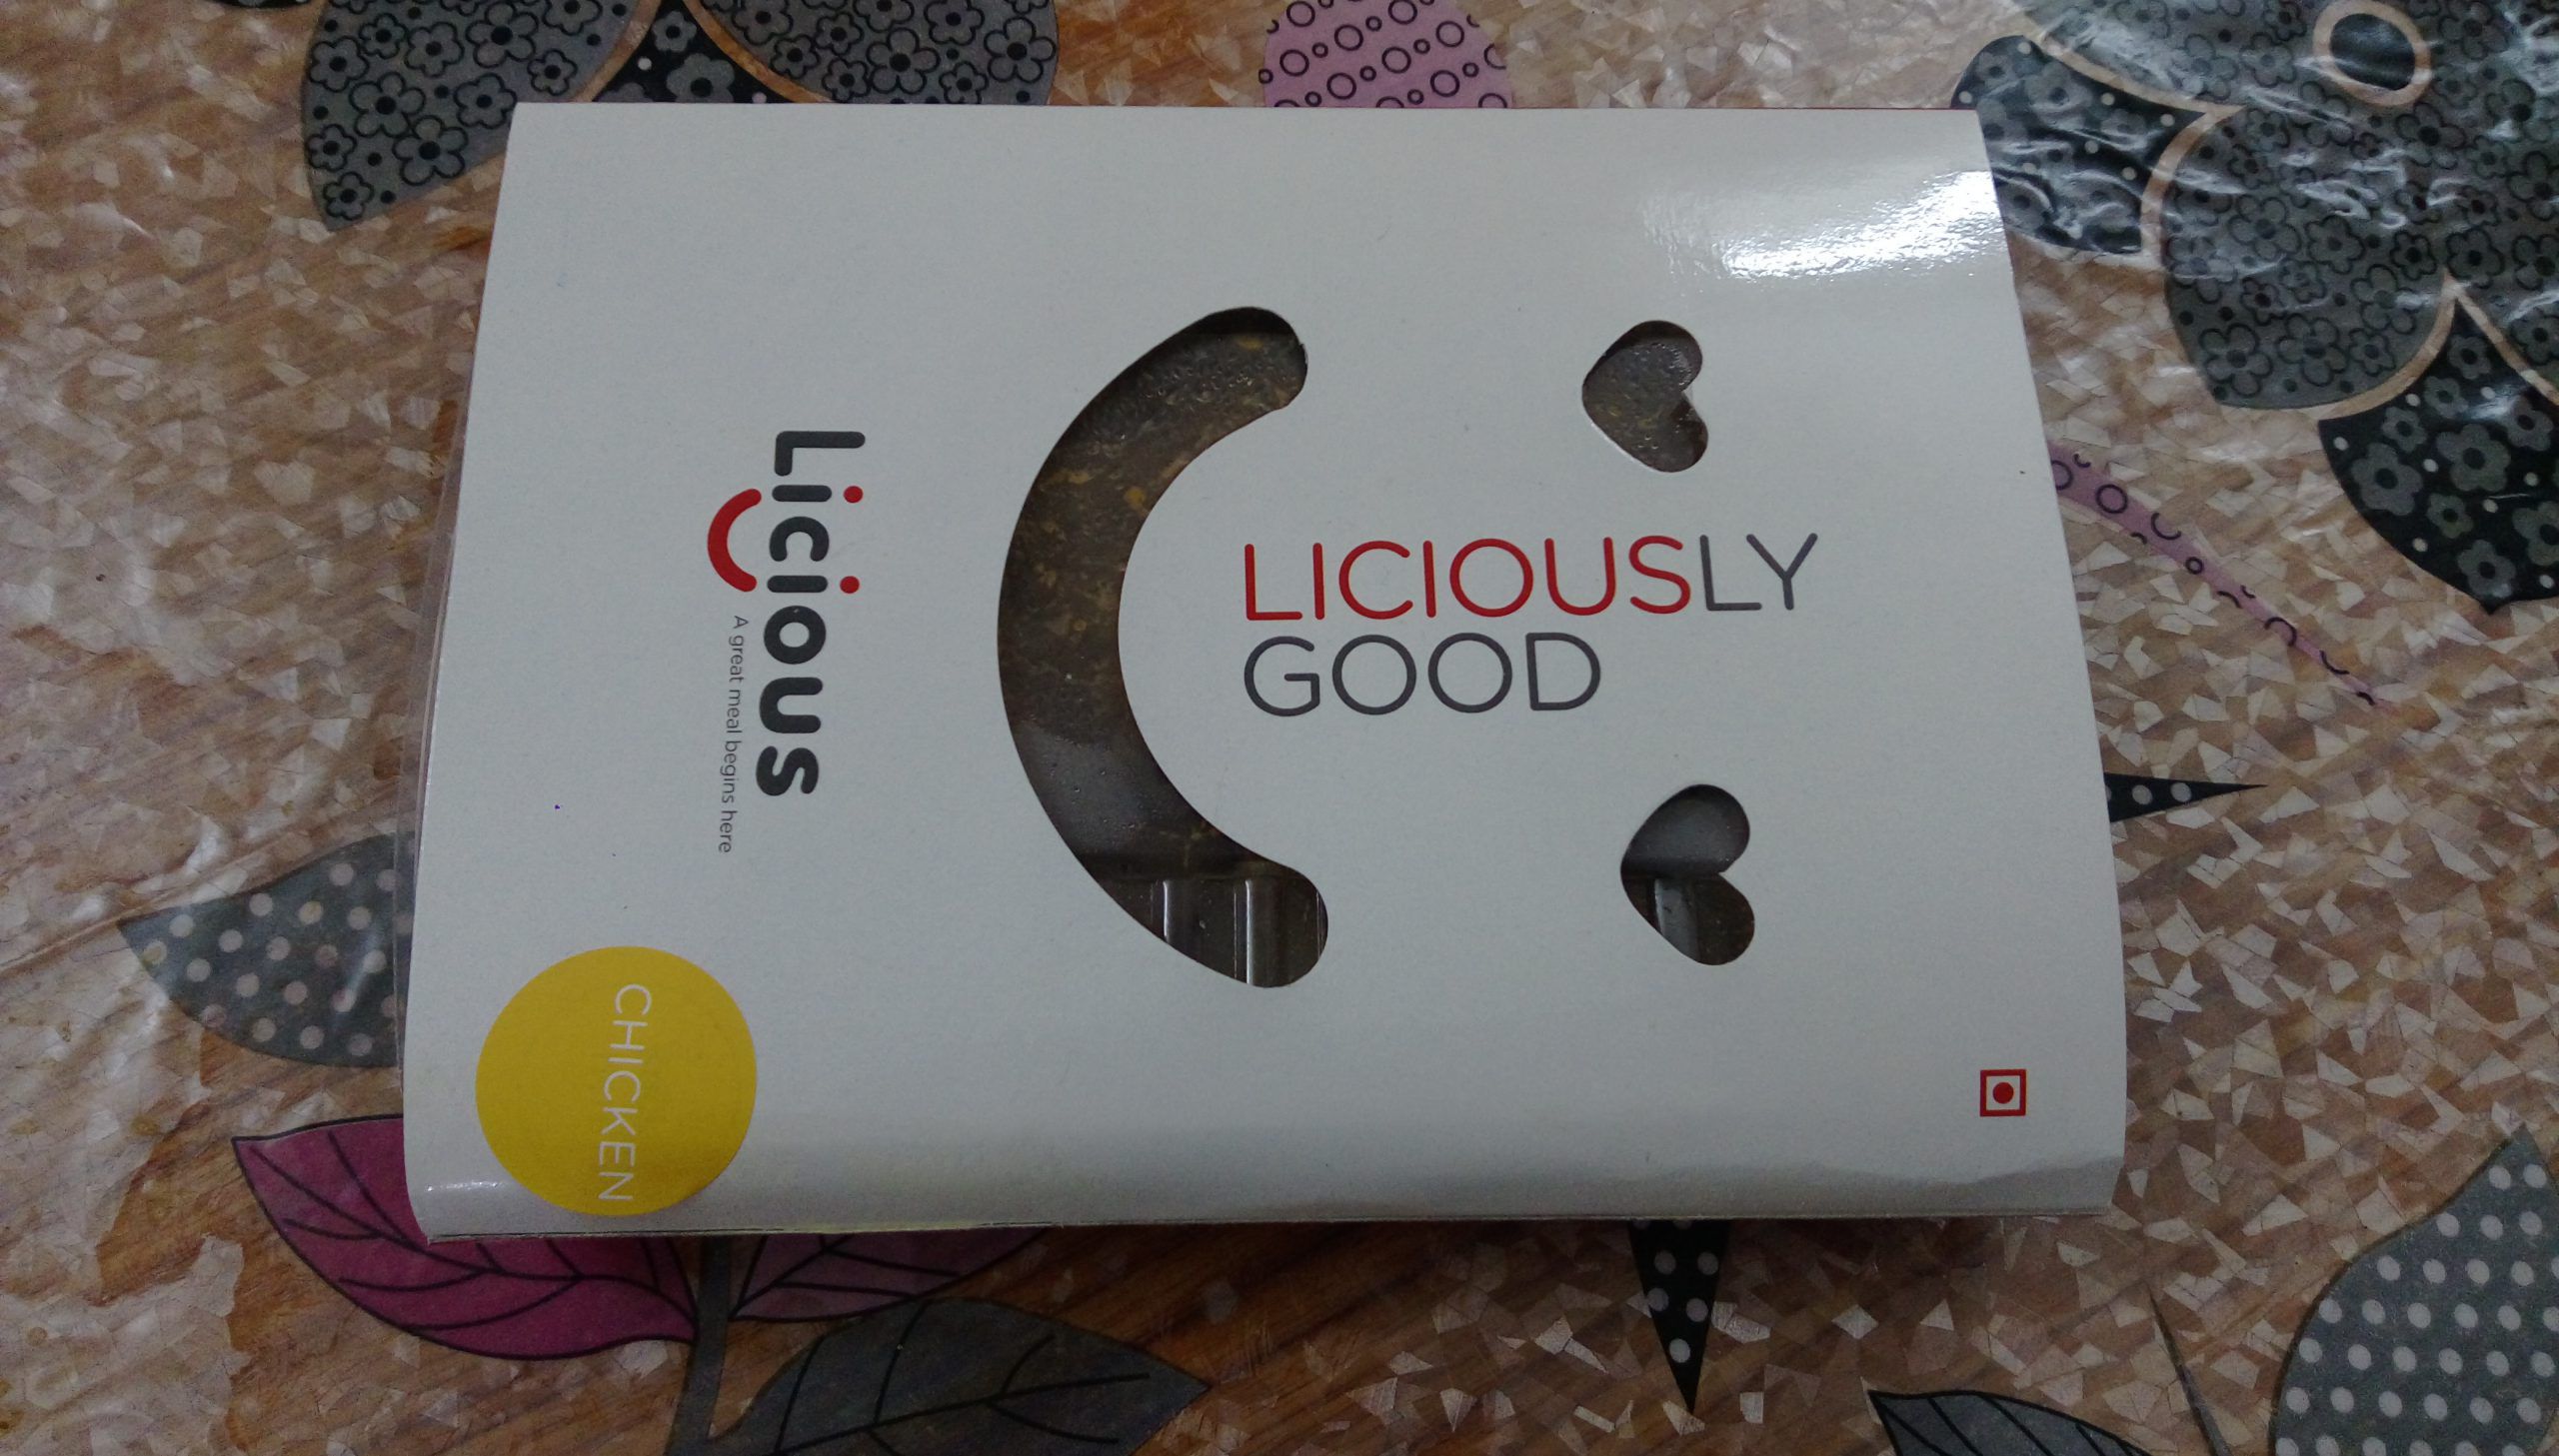 LICIOUSLY
GOOD
Licious
A great meal begins here
CHICKEN